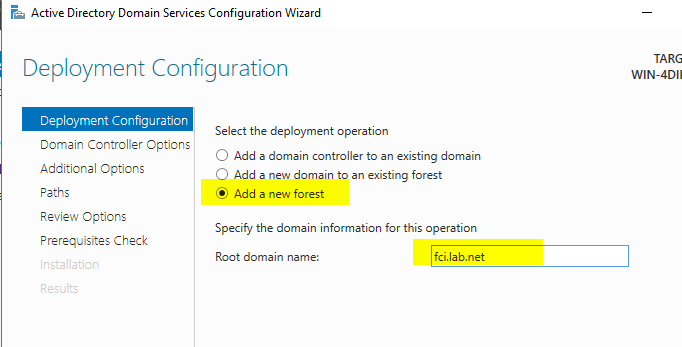 Active Directory Domain Services Configuration Wizard
Deployment Configuration
TARG
WIN-4DI
Deployment Configuration
Domain Controller Options
Additional Options
Paths
Review Options
Prerequisites Check
Installation
Results
Select the deployment operation
Add a domain controller to an existing domain
Add a new domain to an existing forest
Add a new forest
Specify the domain information for this operation
Root domain name:
fci.lab.net